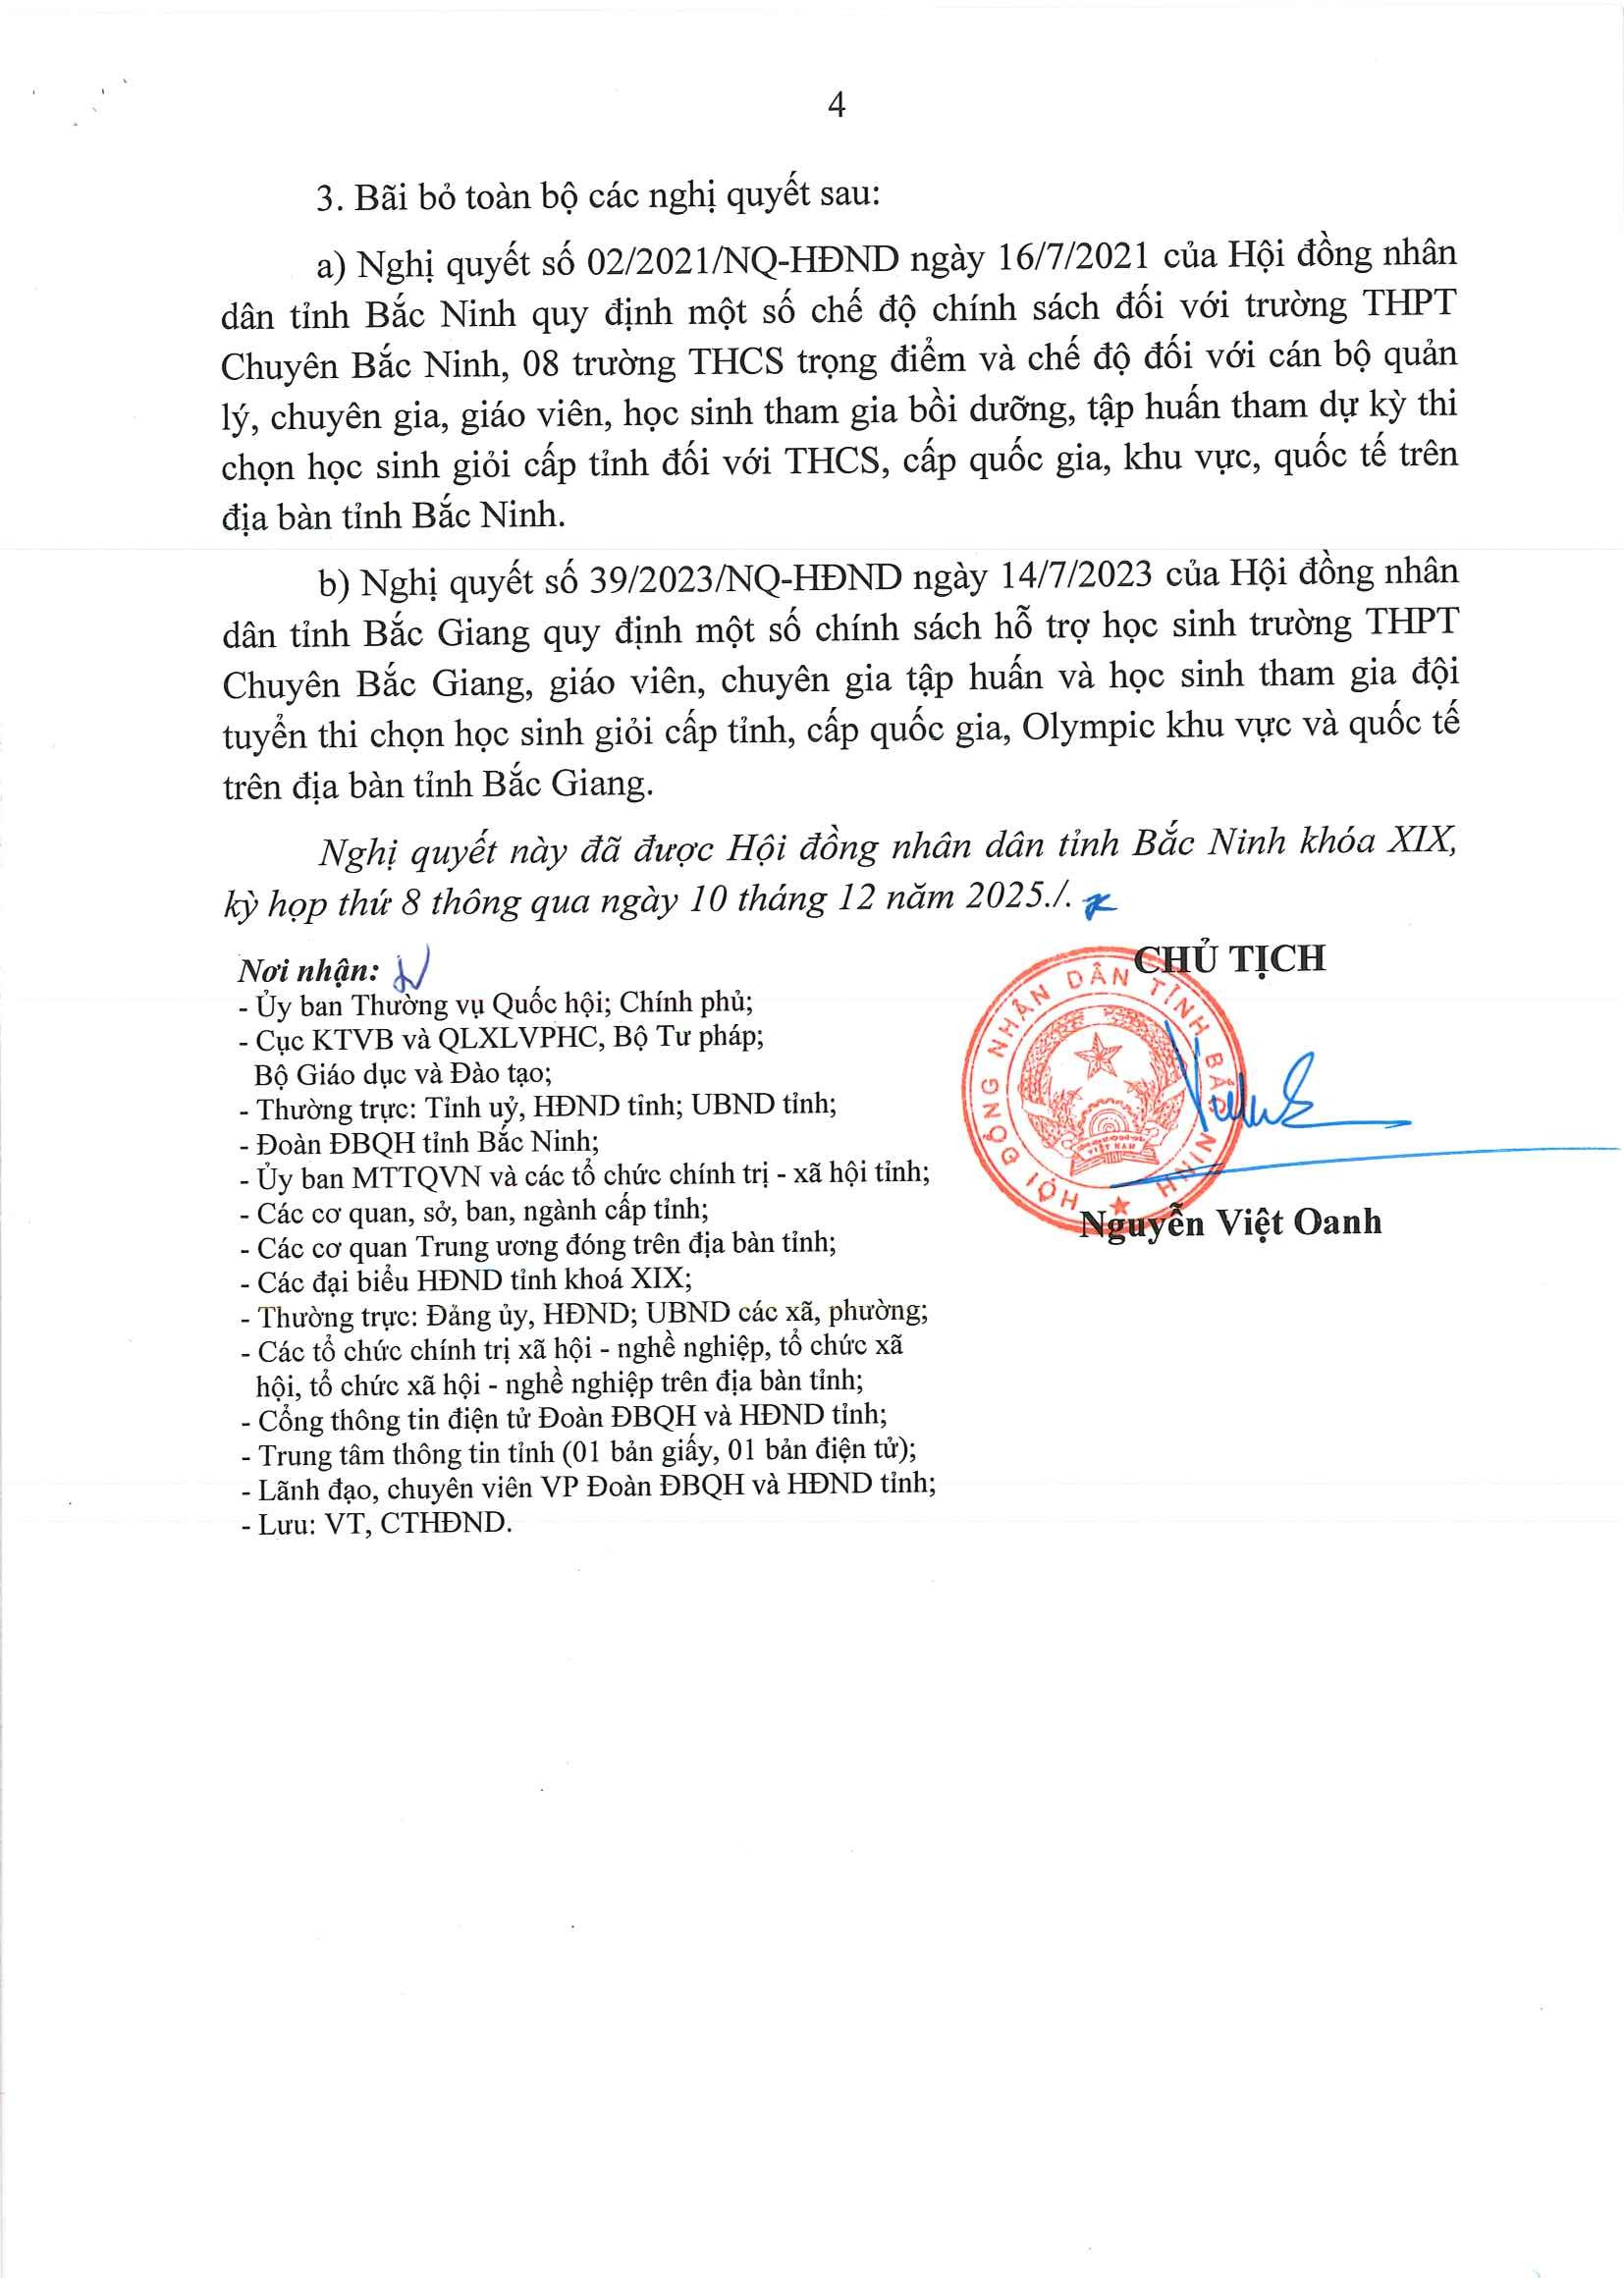 4
3. Bãi bỏ toàn bộ các nghị quyết sau:
a) Nghị quyết số 02/2021/NQ-HĐND ngày 16/7/2021 của Hội đồng nhân
dân tỉnh Bắc Ninh quy định một số chế độ chính sách đối với trường THPT
Chuyên Bắc Ninh, 08 trường THCS trọng điểm và chế độ đối với cán bộ quản
lý, chuyên gia, giáo viên, học sinh tham gia bồi dưỡng, tập huấn tham dự kỳ thi
chọn học sinh giỏi cấp tỉnh đối với THCS, cấp quốc gia, khu vực, quốc tế trên
địa bàn tỉnh Bắc Ninh.
b) Nghị quyết số 39/2023/NQ-HĐND ngày 14/7/2023 của Hội đồng nhân
dân tỉnh Bắc Giang quy định một số chính sách hỗ trợ học sinh trường THPT
Chuyên Bắc Giang, giáo viên, chuyên gia tập huấn và học sinh tham gia đội
tuyển thi chọn học sinh giỏi cấp tỉnh, cấp quốc gia, Olympic khu vực và quốc tế
trên địa bàn tỉnh Bắc Giang.
Nghị quyết này đã được Hội đồng nhân dân tỉnh Bắc Ninh khóa XIX,
kỳ họp thứ 8 thông qua ngày 10 tháng 12 năm 2025./.
Nơi nhận:
- Ủy ban Thường vụ Quốc hội; Chính phủ;
- Cục KTVB và QLXLVPHC, Bộ Tư pháp;
Bộ Giáo dục và Đào tạo;
- Thường trực: Tỉnh uỷ, HĐND tỉnh; UBND tỉnh;
- Đoàn ĐBQH tỉnh Bắc Ninh;
- Ủy ban MTTQVN và các tổ chức chính trị - xã hội tỉnh;
- Các cơ quan, sở, ban, ngành cấp tỉnh;
- Các cơ quan Trung ương đóng trên địa bàn tỉnh;
- Các đại biểu HĐND tỉnh khoá XIX;
- Thường trực: Đảng ủy, HĐND; UBND các xã, phường;
- Các tổ chức chính trị xã hội - nghề nghiệp, tổ chức xã
hội, tổ chức xã hội - nghề nghiệp trên địa bàn tỉnh;
- Cổng thông tin điện tử Đoàn ĐBQH và HĐND tỉnh;
- Trung tâm thông tin tỉnh (01 bản giấy, 01 bản điện tử);
- Lãnh đạo, chuyên viên VP Đoàn ĐBQH và HĐND tỉnh;
- Lưu: VT, CTHĐND.
CHỦ TỊCH
HỘI ĐỒNG NHÂN DÂN TỈNH BẮC NINH
VIỆT NAM
Nguyễn Việt Oanh